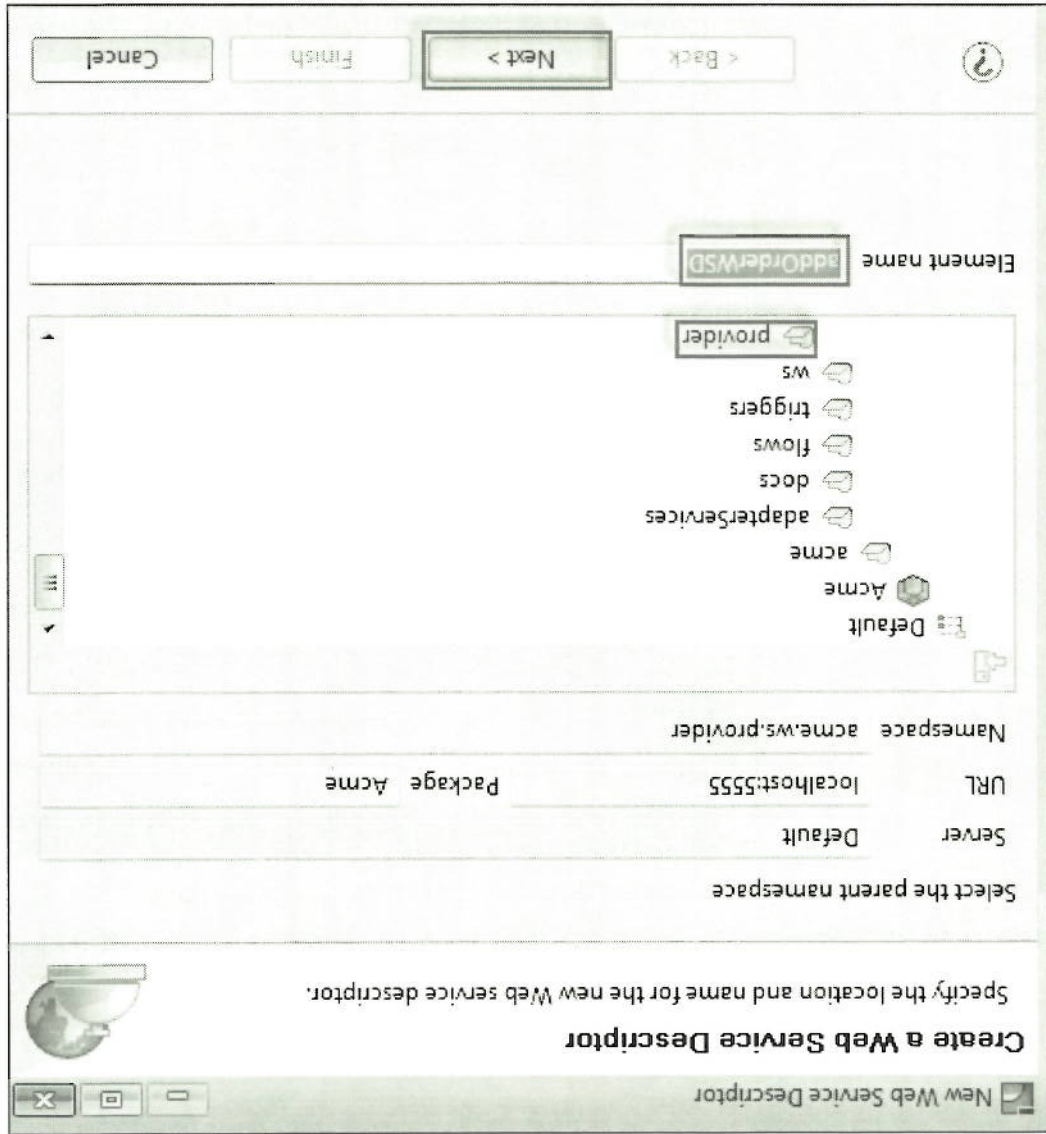 New Web Service Descriptor
Create a Web Service Descriptor
Specify the location and name for the new Web service descriptor.
Select the parent namespace
Server Default
URL localhost:5555 Package Acme
Namespace acme.ws.provider
Default
Acme
acme
adapterServices
docs
flows
triggers
ws
provider
Element name addOrderWSD
< Back Next > Finish Cancel